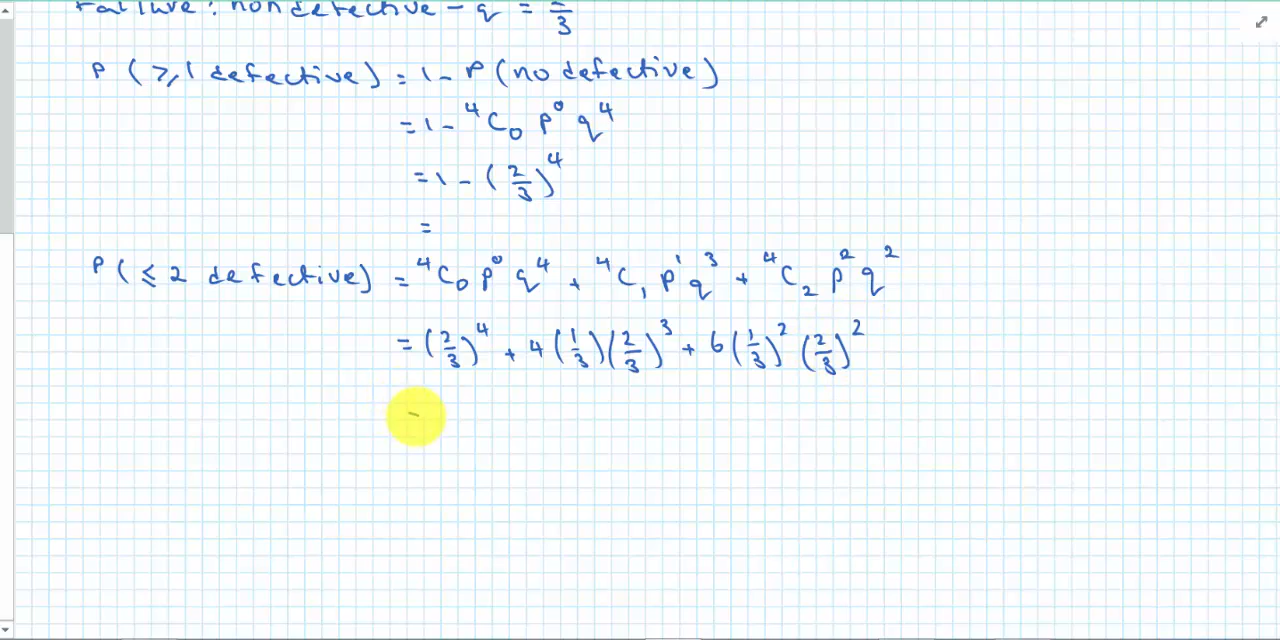 Failure : non defective - q = 2/3
P ( ≥ 1 defective ) = 1 - P ( no defective )
= 1 - ⁴C₀ p⁰ q⁴
= 1 - (2/3)⁴
=
P ( ≤ 2 defective ) = ⁴C₀ p⁰ q⁴ + ⁴C₁ p¹ q³ + ⁴C₂ p² q²
= (2/3)⁴ + 4 (1/3) (2/3)³ + 6 (1/3)² (2/3)²
-